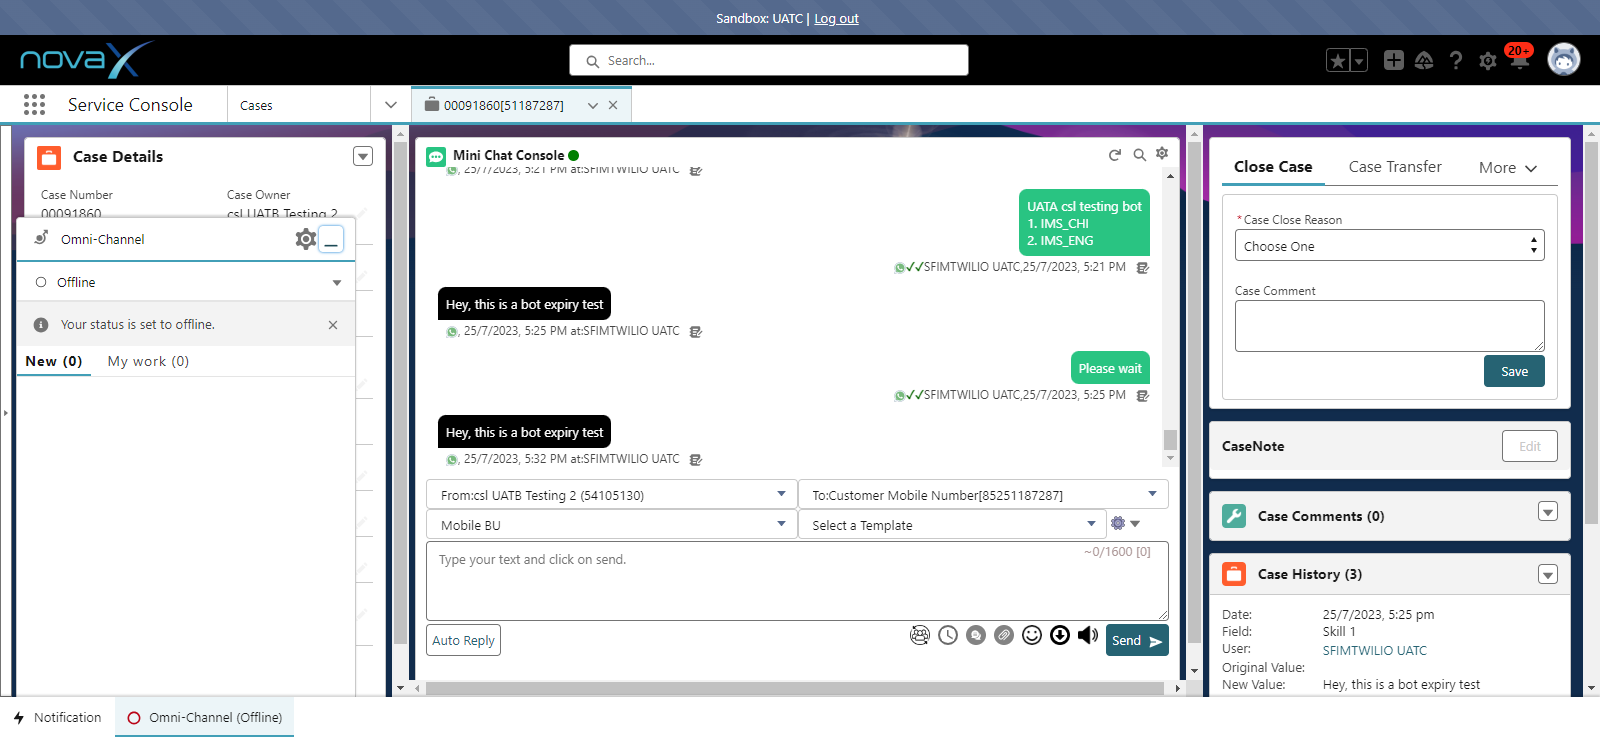 Sandbox: UATC | Log out
novaX
Search...
20+
Service Console
Cases
00091860[51187287]
Case Details
Case Number
Case Owner
00091860
csl UATB Testing 2
Omni-Channel
Offline
Your status is set to offline.
New (0)
My work (0)
Mini Chat Console
, 25/7/2023, 5:21 PM at:SFIMTWILIO UATC
UATA csl testing bot
1. IMS_CHI
2. IMS_ENG
SFIMTWILIO UATC,25/7/2023, 5:21 PM
Hey, this is a bot expiry test
, 25/7/2023, 5:25 PM at:SFIMTWILIO UATC
Please wait
SFIMTWILIO UATC,25/7/2023, 5:25 PM
Hey, this is a bot expiry test
, 25/7/2023, 5:32 PM at:SFIMTWILIO UATC
From:csl UATB Testing 2 (54105130)
To:Customer Mobile Number[85251187287]
Mobile BU
Select a Template
Type your text and click on send.
~0/1600 [0]
Auto Reply
Send
Close Case
Case Transfer
More
*Case Close Reason
Choose One
Case Comment
Save
CaseNote
Edit
Case Comments (0)
Case History (3)
Date: 25/7/2023, 5:25 pm
Field: Skill 1
User: SFIMTWILIO UATC
Original Value:
New Value: Hey, this is a bot expiry test
Notification
Omni-Channel (Offline)